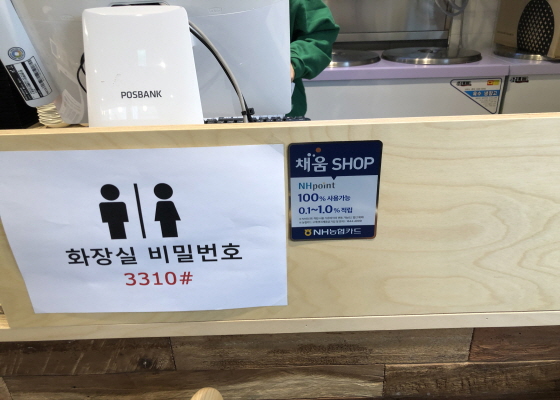 POSBANK
채움 SHOP
NHpoint
100% 사용가능
0.1~1.0% 적립
NH농협카드
화장실 비밀번호
3310#